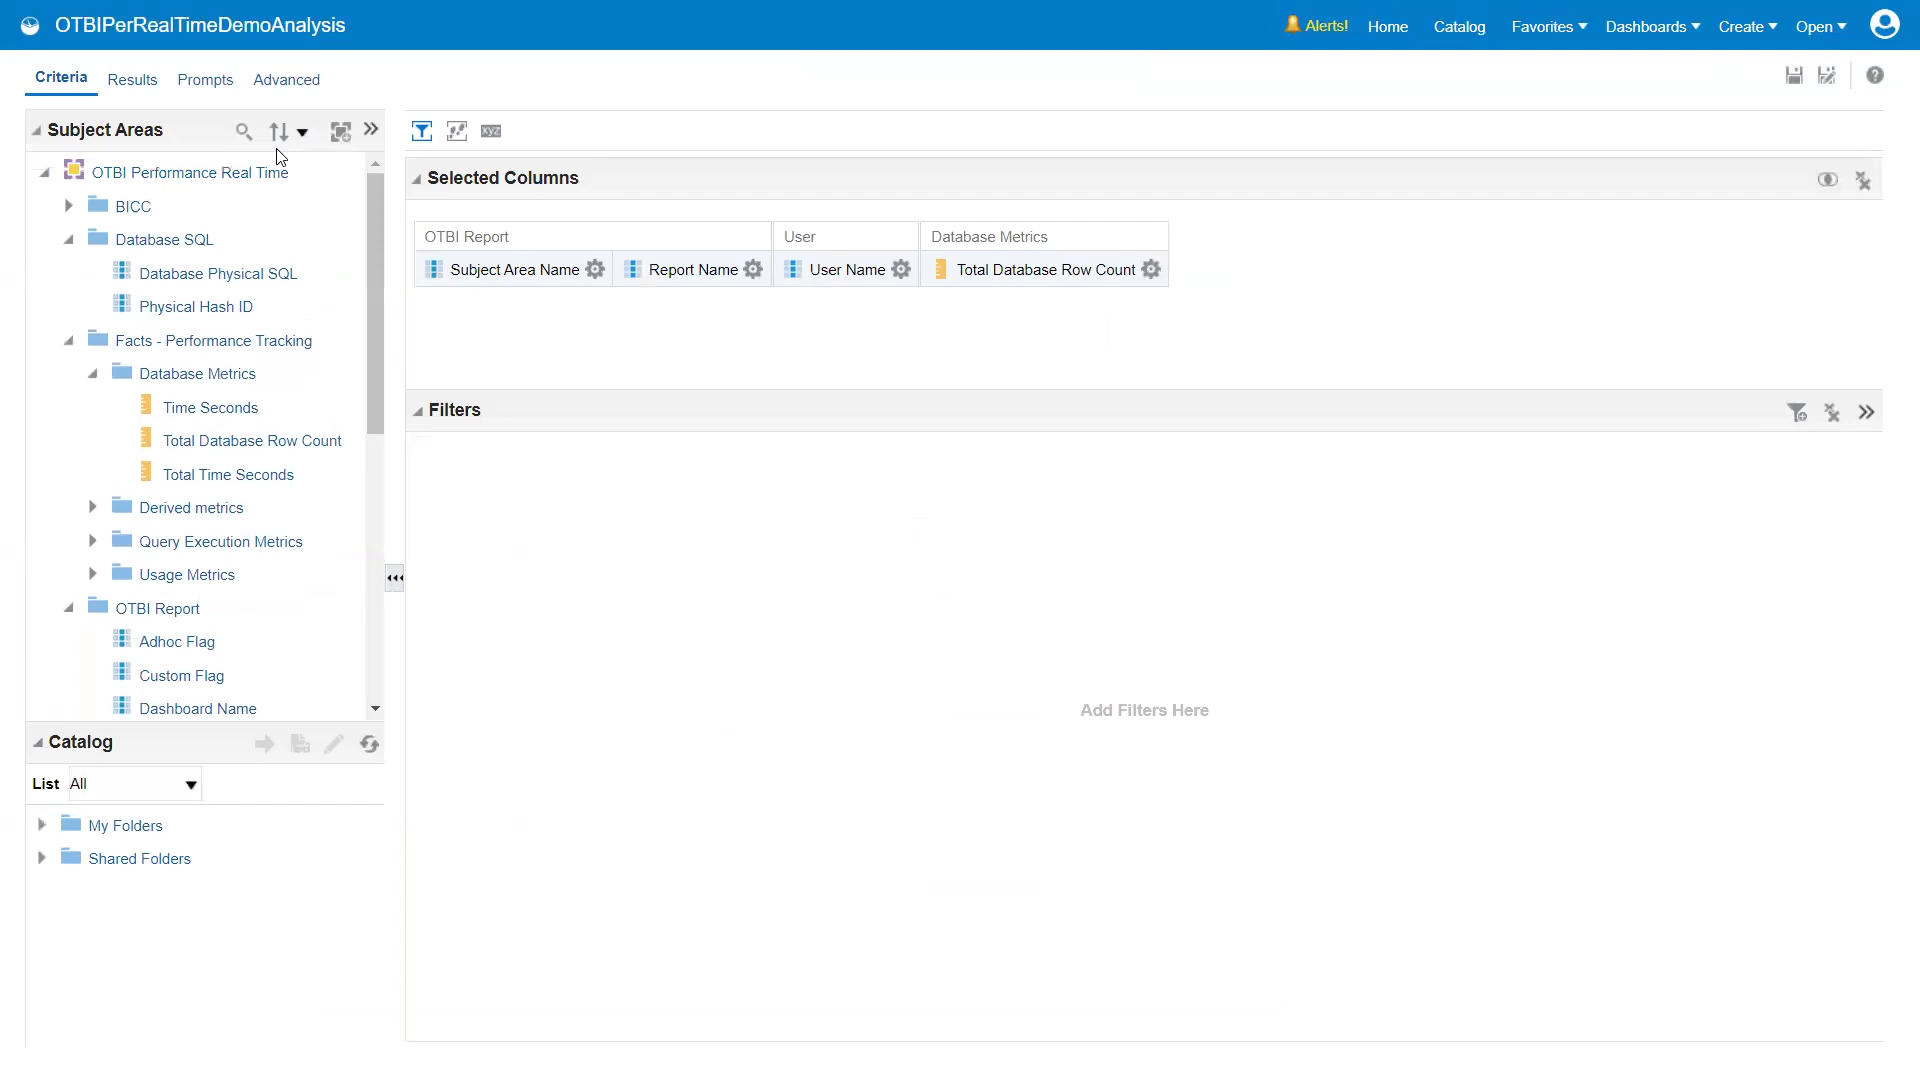 OTBIPerRealTimeDemoAnalysis
Alerts! Home Catalog Favorites Dashboards Create Open
Criteria Results Prompts Advanced
Subject Areas
OTBI Performance Real Time
BICC
Database SQL
Database Physical SQL
Physical Hash ID
Facts - Performance Tracking
Database Metrics
Time Seconds
Total Database Row Count
Total Time Seconds
Derived metrics
Query Execution Metrics
Usage Metrics
OTBI Report
Adhoc Flag
Custom Flag
Dashboard Name
Catalog
List All
My Folders
Shared Folders
xyz
Selected Columns
OTBI Report User Database Metrics
Subject Area Name Report Name User Name Total Database Row Count
Filters
Add Filters Here